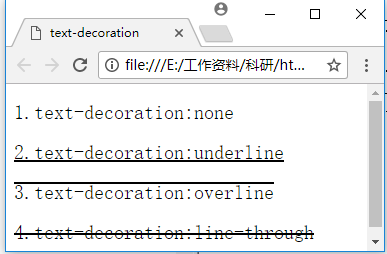 text-decoration
file:///E:/工作资料/科研/ht...
1. text-decoration:none
2. text-decoration:underline
3. text-decoration:overline
4. text-decoration:line-through